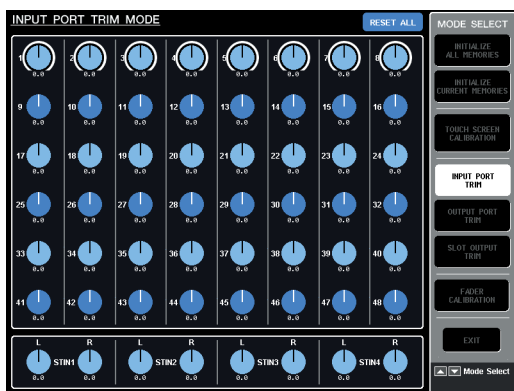 INPUT PORT TRIM MODE
RESET ALL
1 2 3 4 5 6 7 8
0.0 0.0 0.0 0.0 0.0 0.0 0.0 0.0
9 10 11 12 13 14 15 16
0.0 0.0 0.0 0.0 0.0 0.0 0.0 0.0
17 18 19 20 21 22 23 24
0.0 0.0 0.0 0.0 0.0 0.0 0.0 0.0
25 26 27 28 29 30 31 32
0.0 0.0 0.0 0.0 0.0 0.0 0.0 0.0
33 34 35 36 37 38 39 40
0.0 0.0 0.0 0.0 0.0 0.0 0.0 0.0
41 42 43 44 45 46 47 48
0.0 0.0 0.0 0.0 0.0 0.0 0.0 0.0
L R L R L R L R
STIN1 STIN2 STIN3 STIN4
0.0 0.0 0.0 0.0 0.0 0.0 0.0 0.0
MODE SELECT
INITIALIZE
ALL MEMORIES
INITIALIZE
CURRENT MEMORIES
TOUCH SCREEN
CALIBRATION
INPUT PORT
TRIM
OUTPUT PORT
TRIM
SLOT OUTPUT
TRIM
FADER
CALIBRATION
EXIT
Mode Select